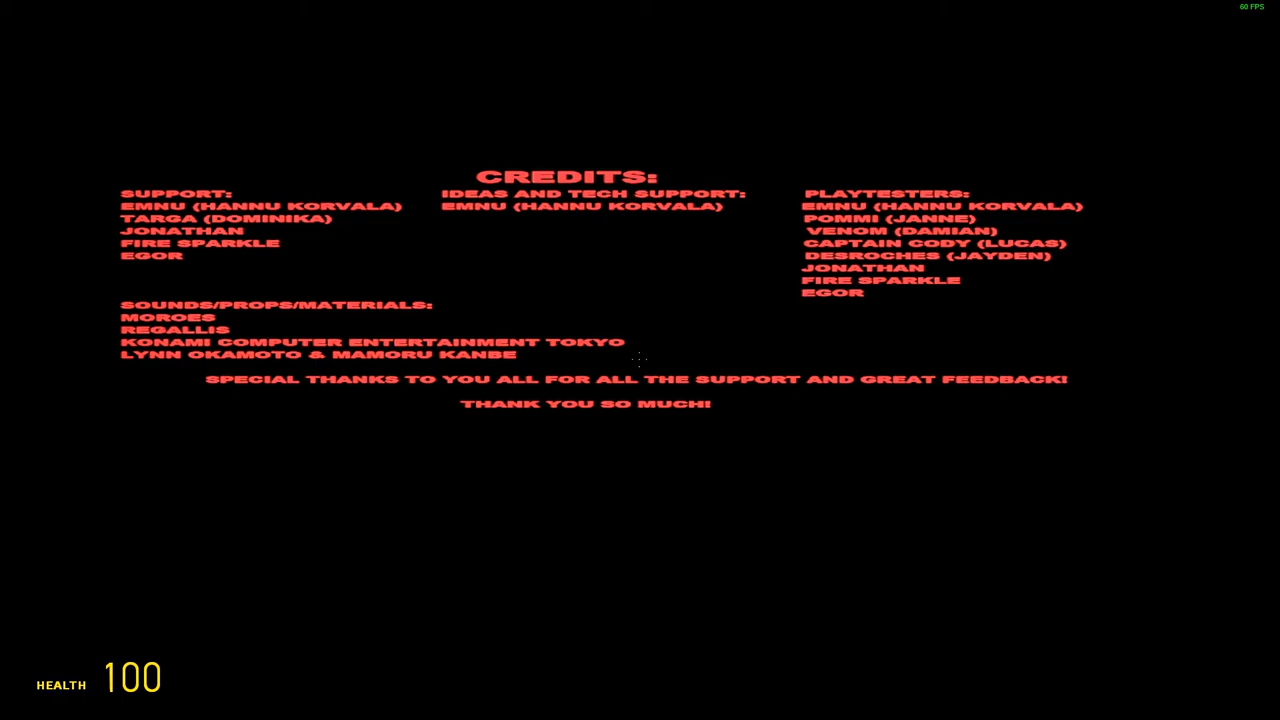 60 FPS
CREDITS:
SUPPORT:
EMNU (HANNU KORVALA)
TARGA (DOMINIKA)
JONATHAN
FIRE SPARKLE
EGOR
IDEAS AND TECH SUPPORT:
EMNU (HANNU KORVALA)
PLAYTESTERS:
EMNU (HANNU KORVALA)
POMMI (JANNE)
VENOM (DAMIAN)
CAPTAIN CODY (LUCAS)
DESROCHES (JAYDEN)
JONATHAN
FIRE SPARKLE
EGOR
SOUNDS/PROPS/MATERIALS:
MOROES
REGALLIS
KONAMI COMPUTER ENTERTAINMENT TOKYO
LYNN OKAMOTO & MAMORU KANBE
SPECIAL THANKS TO YOU ALL FOR ALL THE SUPPORT AND GREAT FEEDBACK!
THANK YOU SO MUCH!
HEALTH 100